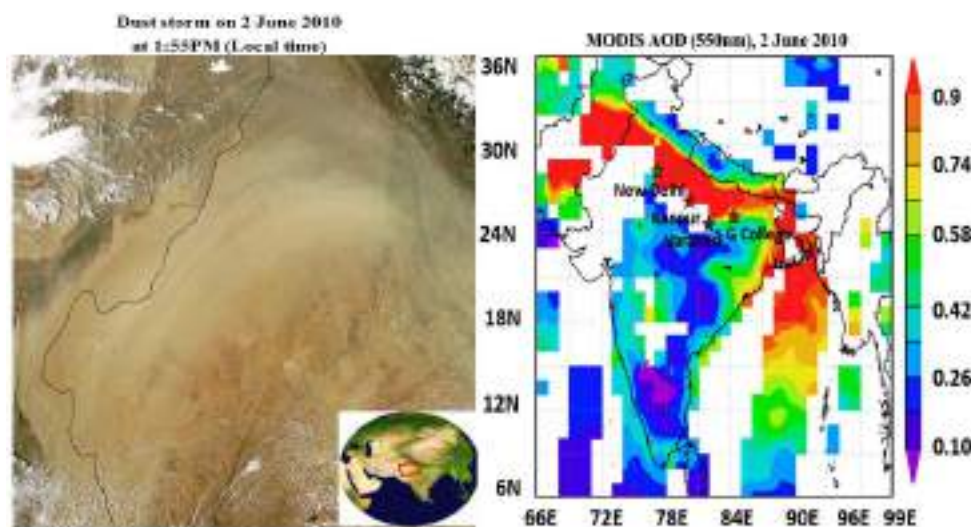 Dust storm on 2 June 2010
at 1:55PM (Local time)
MODIS AOD (550nm), 2 June 2010
36N
30N
24N
18N
12N
6N
New Delhi
Kanpur
Varanasi
G College
66E 72E 78E 84E 90E 96E 99E
0.9
0.74
0.58
0.42
0.26
0.10